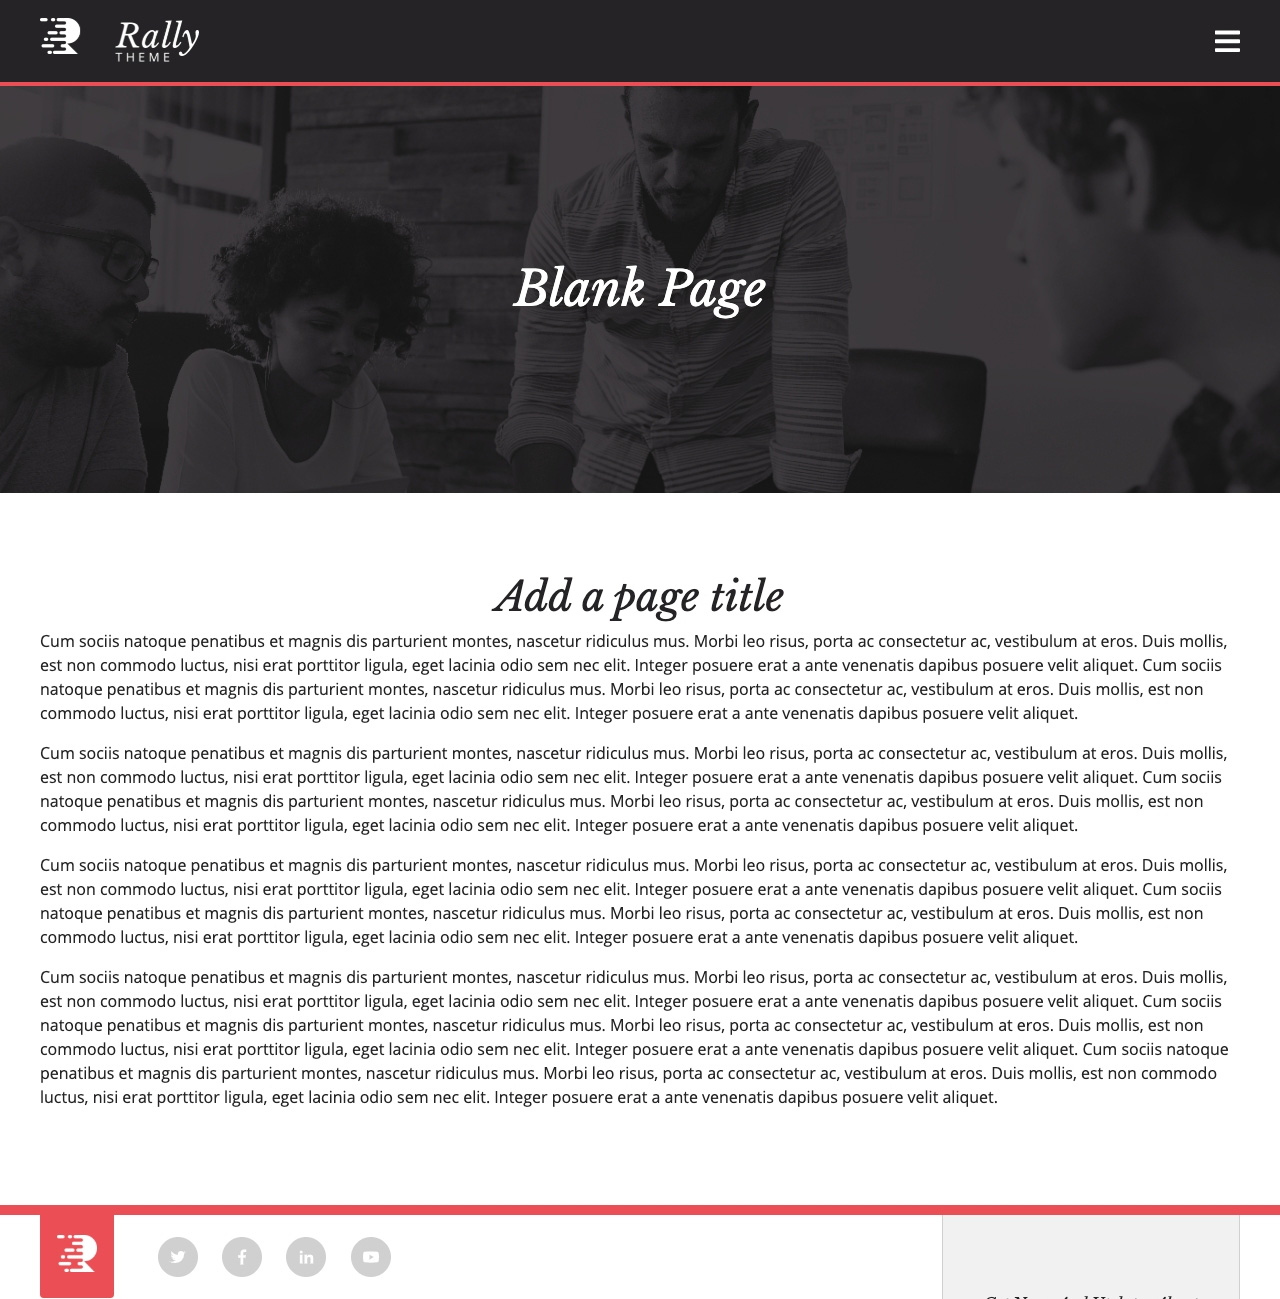 Rally
THEME
Blank Page
Add a page title
Cum sociis natoque penatibus et magnis dis parturient montes, nascetur ridiculus mus. Morbi leo risus, porta ac consectetur ac, vestibulum at eros. Duis mollis,
est non commodo luctus, nisi erat porttitor ligula, eget lacinia odio sem nec elit. Integer posuere erat a ante venenatis dapibus posuere velit aliquet. Cum sociis
natoque penatibus et magnis dis parturient montes, nascetur ridiculus mus. Morbi leo risus, porta ac consectetur ac, vestibulum at eros. Duis mollis, est non
commodo luctus, nisi erat porttitor ligula, eget lacinia odio sem nec elit. Integer posuere erat a ante venenatis dapibus posuere velit aliquet.
Cum sociis natoque penatibus et magnis dis parturient montes, nascetur ridiculus mus. Morbi leo risus, porta ac consectetur ac, vestibulum at eros. Duis mollis,
est non commodo luctus, nisi erat porttitor ligula, eget lacinia odio sem nec elit. Integer posuere erat a ante venenatis dapibus posuere velit aliquet. Cum sociis
natoque penatibus et magnis dis parturient montes, nascetur ridiculus mus. Morbi leo risus, porta ac consectetur ac, vestibulum at eros. Duis mollis, est non
commodo luctus, nisi erat porttitor ligula, eget lacinia odio sem nec elit. Integer posuere erat a ante venenatis dapibus posuere velit aliquet.
Cum sociis natoque penatibus et magnis dis parturient montes, nascetur ridiculus mus. Morbi leo risus, porta ac consectetur ac, vestibulum at eros. Duis mollis,
est non commodo luctus, nisi erat porttitor ligula, eget lacinia odio sem nec elit. Integer posuere erat a ante venenatis dapibus posuere velit aliquet. Cum sociis
natoque penatibus et magnis dis parturient montes, nascetur ridiculus mus. Morbi leo risus, porta ac consectetur ac, vestibulum at eros. Duis mollis, est non
commodo luctus, nisi erat porttitor ligula, eget lacinia odio sem nec elit. Integer posuere erat a ante venenatis dapibus posuere velit aliquet.
Cum sociis natoque penatibus et magnis dis parturient montes, nascetur ridiculus mus. Morbi leo risus, porta ac consectetur ac, vestibulum at eros. Duis mollis,
est non commodo luctus, nisi erat porttitor ligula, eget lacinia odio sem nec elit. Integer posuere erat a ante venenatis dapibus posuere velit aliquet. Cum sociis
natoque penatibus et magnis dis parturient montes, nascetur ridiculus mus. Morbi leo risus, porta ac consectetur ac, vestibulum at eros. Duis mollis, est non
commodo luctus, nisi erat porttitor ligula, eget lacinia odio sem nec elit. Integer posuere erat a ante venenatis dapibus posuere velit aliquet. Cum sociis natoque
penatibus et magnis dis parturient montes, nascetur ridiculus mus. Morbi leo risus, porta ac consectetur ac, vestibulum at eros. Duis mollis, est non commodo
luctus, nisi erat porttitor ligula, eget lacinia odio sem nec elit. Integer posuere erat a ante venenatis dapibus posuere velit aliquet.